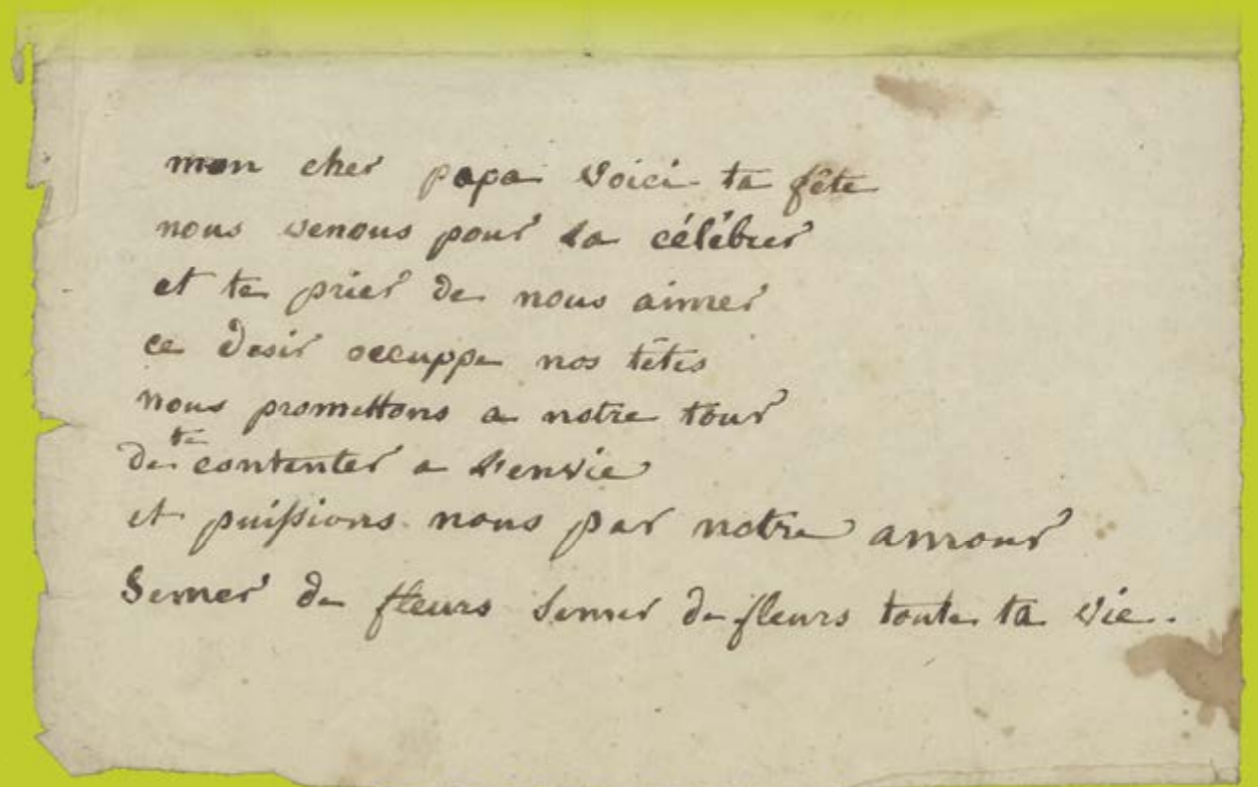 mon cher papa voici ta fête
nous venons pour la célébrer
et te prier de nous aimer
ce desir occuppe nos têtes
nous promettons a notre tour
de te contenter a l'envie
et puissions nous par notre amour
Semer de fleurs semer de fleurs toute ta vie.